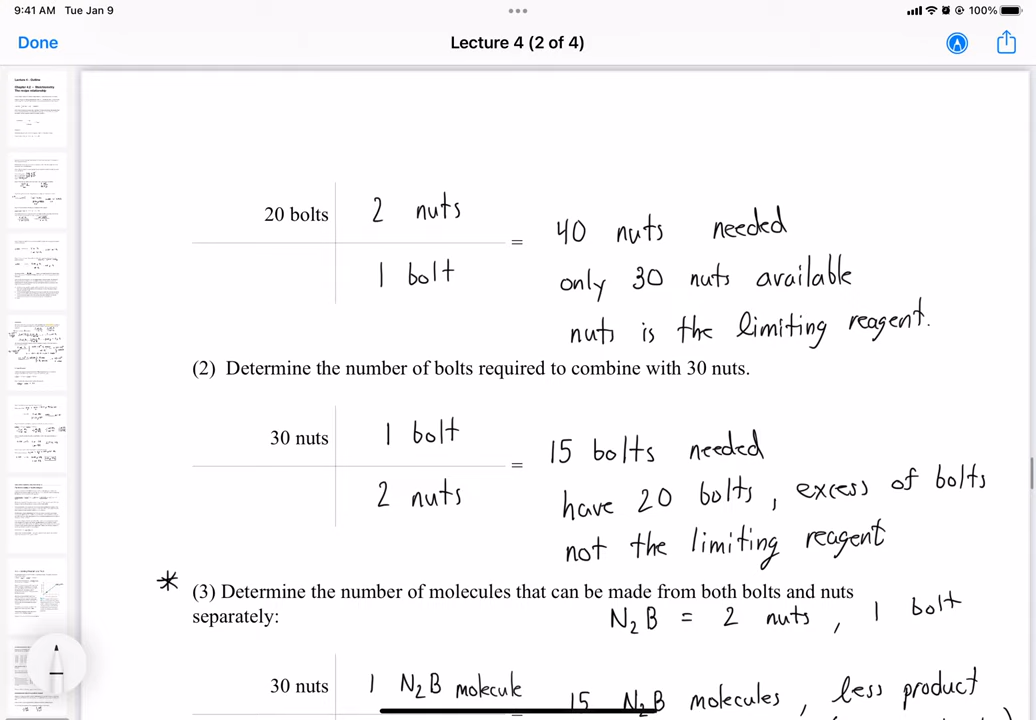 9:41 AM Tue Jan 9
100%
Done
Lecture 4 (2 of 4)
20 bolts
2 nuts
1 bolt
=
40 nuts needed
only 30 nuts available
nuts is the limiting reagent.
(2) Determine the number of bolts required to combine with 30 nuts.
30 nuts
1 bolt
2 nuts
=
15 bolts needed
have 20 bolts, excess of bolts
not the limiting reagent
* (3) Determine the number of molecules that can be made from both bolts and nuts
separately:
N₂B = 2 nuts, 1 bolt
30 nuts
1 N₂B molecule
15 N₂B molecules, less product